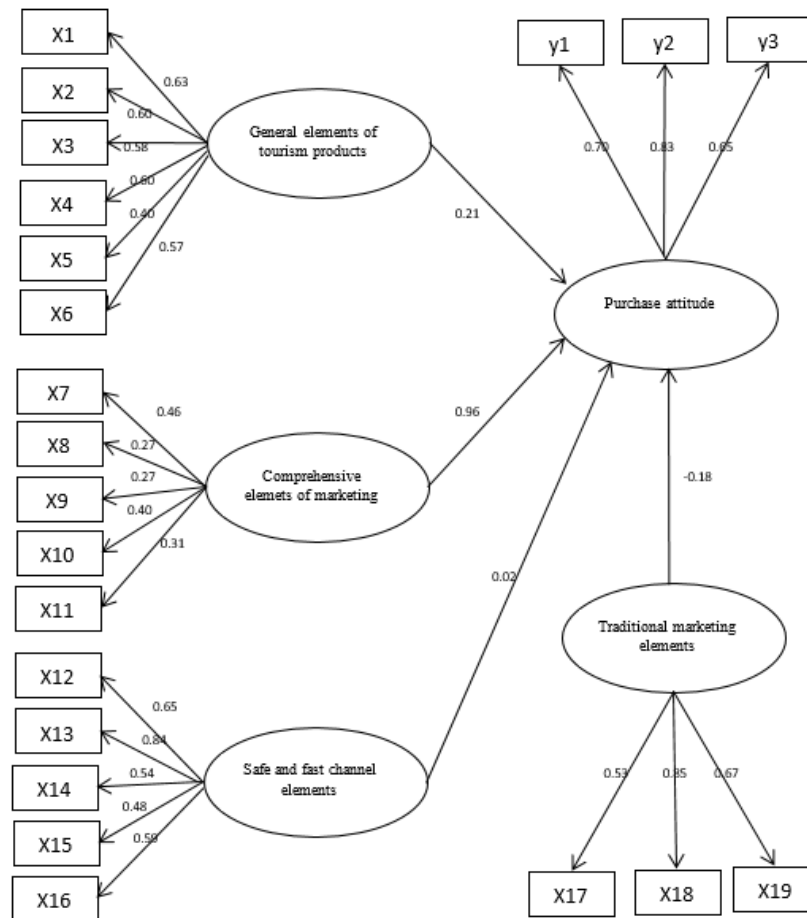 X1
X2
X3
X4
X5
X6
0.63
0.60
0.58
0.60
0.40
0.57
General elements of
tourism products
0.21
y1
y2
y3
0.70
0.83
0.65
Purchase attitude
X7
X8
X9
X10
X11
0.46
0.27
0.27
0.40
0.31
Comprehensive
elemets of marketing
0.96
-0.18
0.02
Traditional marketing
elements
X12
X13
X14
X15
X16
0.65
0.84
0.54
0.48
0.59
Safe and fast channel
elements
0.53
0.85
0.67
X17
X18
X19